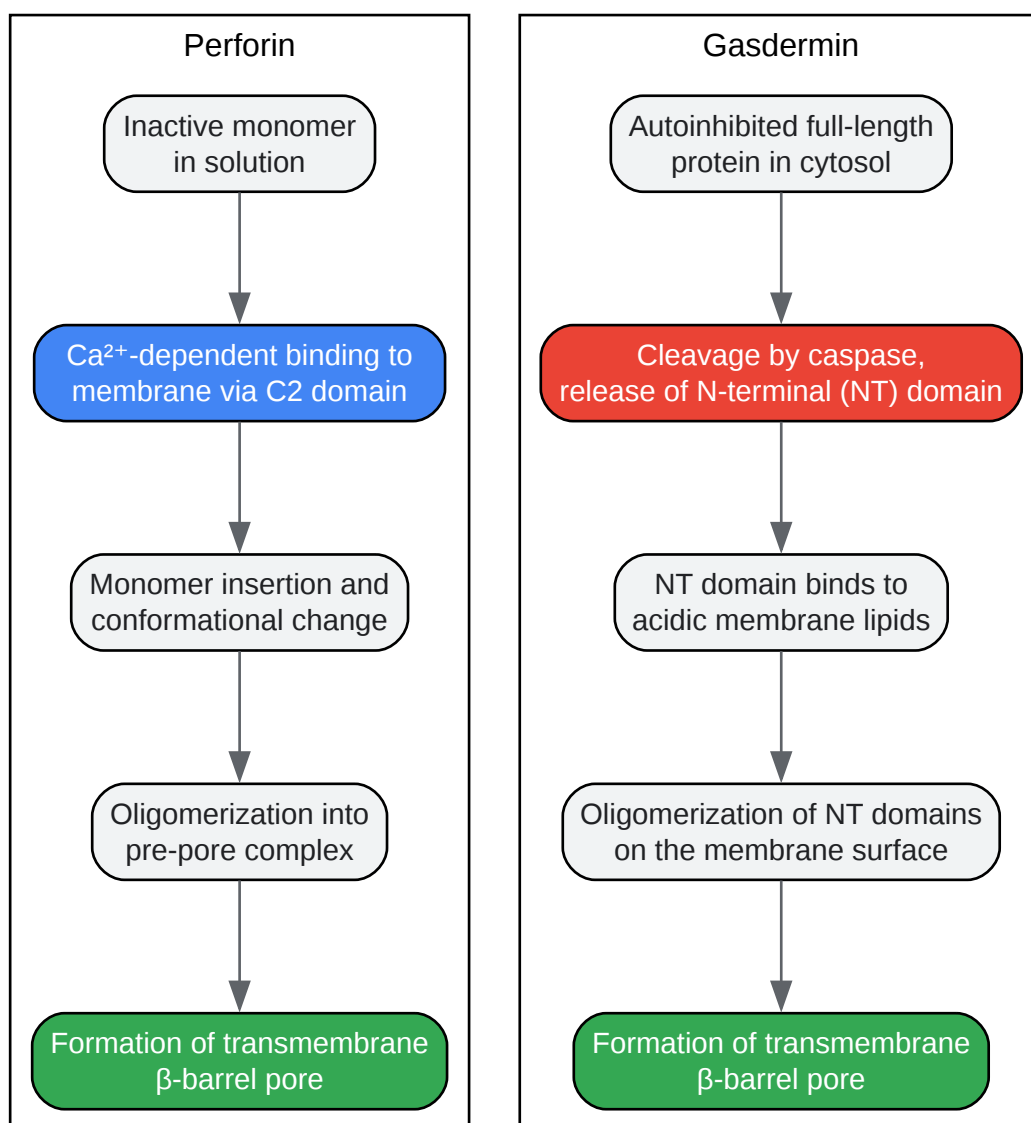 Perforin
Inactive monomer
in solution
Ca²⁺-dependent binding to
membrane via C2 domain
Monomer insertion and
conformational change
Oligomerization into
pre-pore complex
Formation of transmembrane
β-barrel pore
Gasdermin
Autoinhibited full-length
protein in cytosol
Cleavage by caspase,
release of N-terminal (NT) domain
NT domain binds to
acidic membrane lipids
Oligomerization of NT domains
on the membrane surface
Formation of transmembrane
β-barrel pore